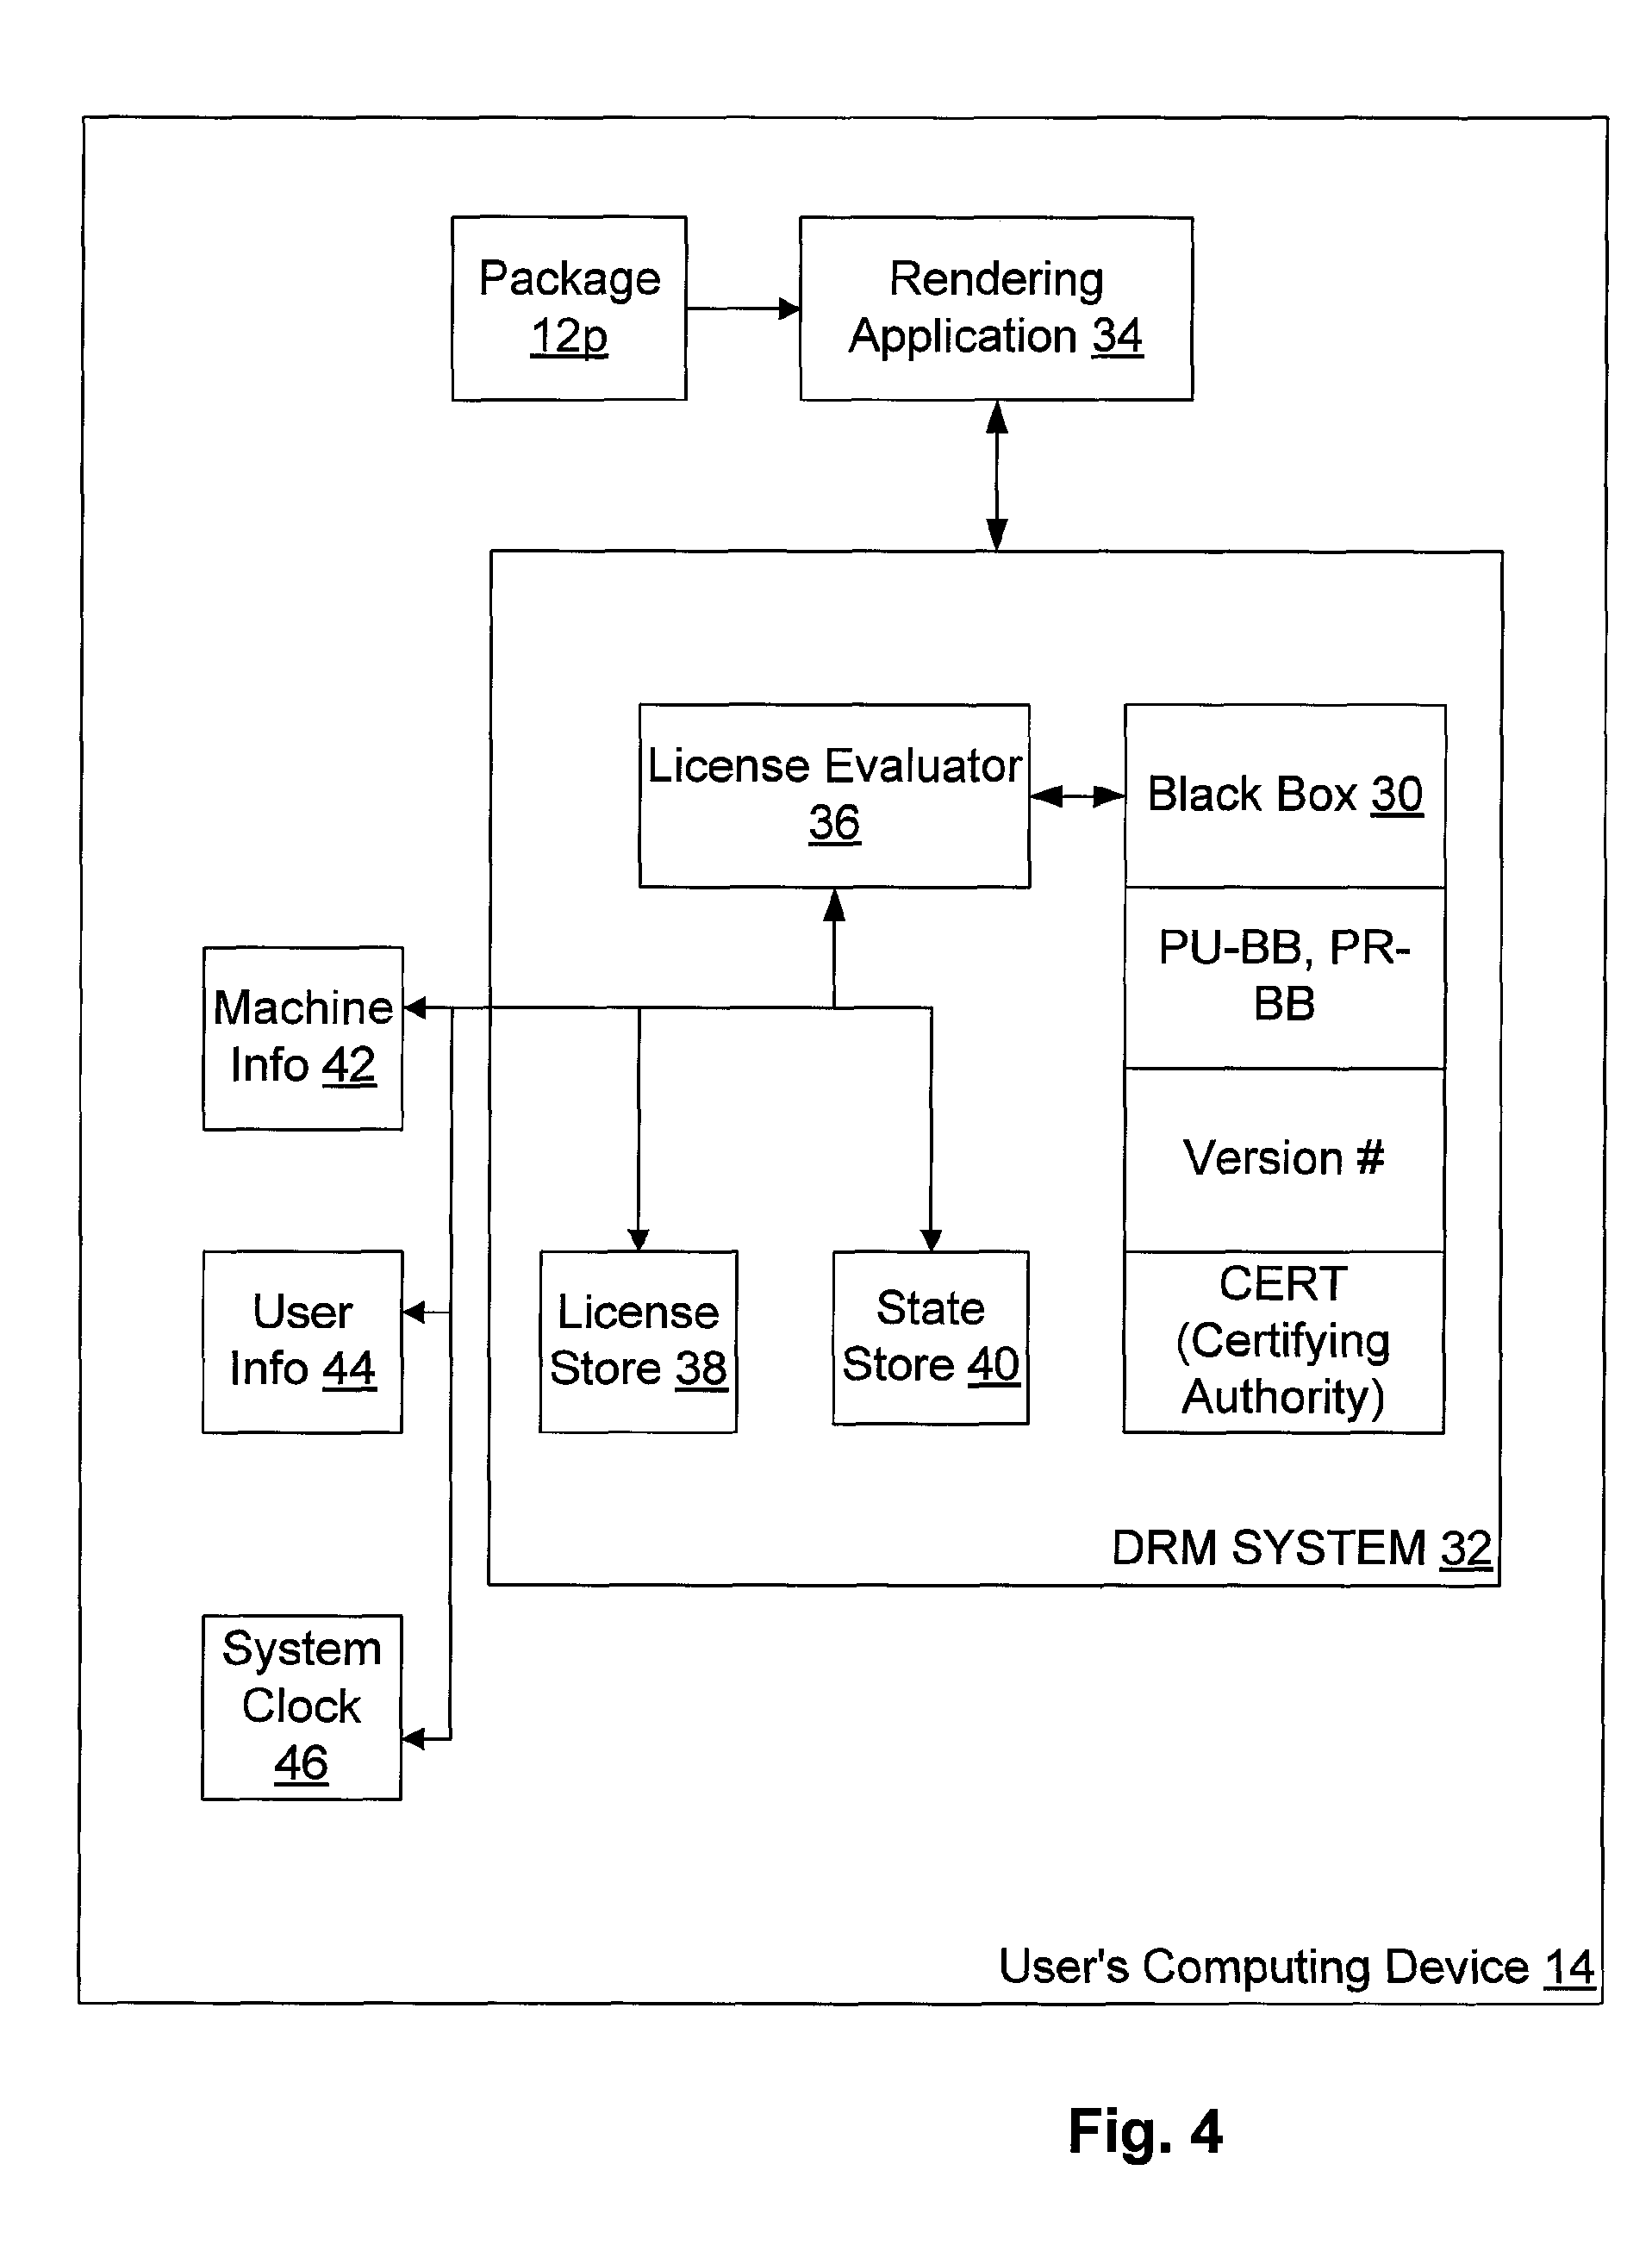 Package
12p
Rendering
Application 34
License Evaluator
36
Black Box 30
PU-BB, PR-
BB
Machine
Info 42
Version #
User
Info 44
License
Store 38
State
Store 40
CERT
(Certifying
Authority)
DRM SYSTEM 32
System
Clock
46
User's Computing Device 14
Fig. 4